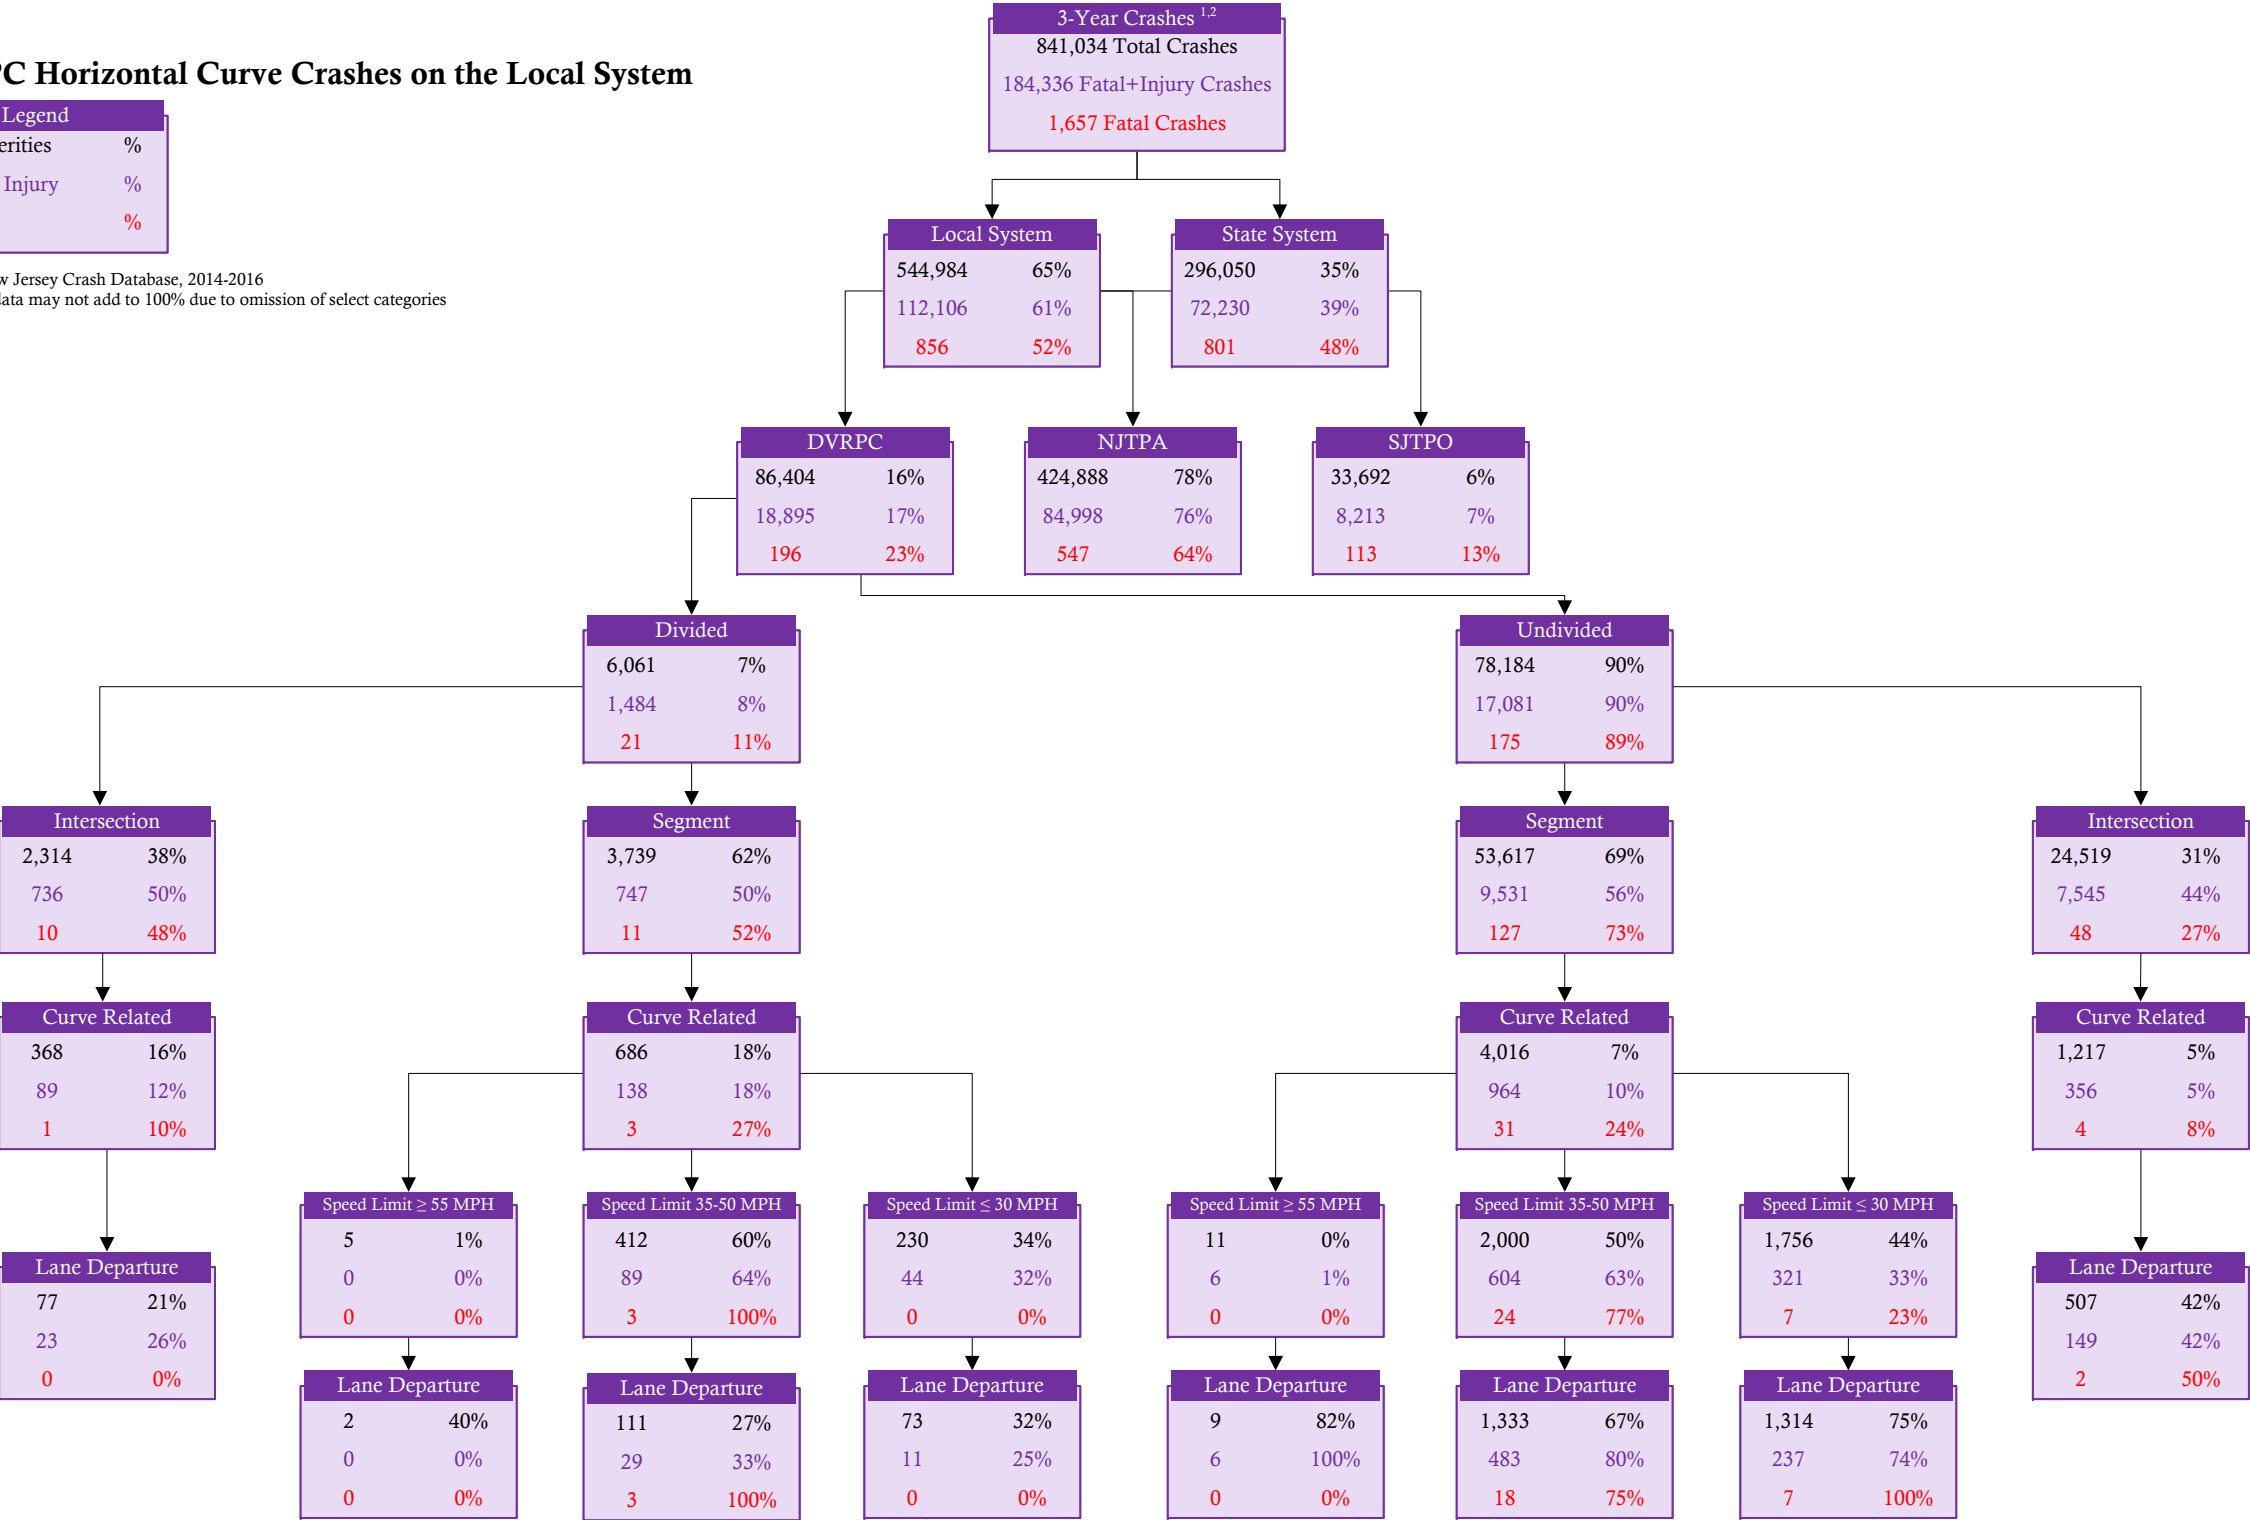 3-Year Crashes 1,2
841,034 Total Crashes
184,336 Fatal+Injury Crashes
1,657 Fatal Crashes
Horizontal Curve Crashes on the Local System
Legend
%
Injury %
%
Jersey Crash Database, 2014-2016
may not add to 100% due to omission of select categories
Local System
544,984 65%
112,106 61%
856 52%
State System
296,050 35%
72,230 39%
801 48%
DVRPC
86,404 16%
18,895 17%
196 23%
NJTPA
424,888 78%
84,998 76%
547 64%
SJTPO
33,692 6%
8,213 7%
113 13%
Divided
6,061 7%
1,484 8%
21 11%
Undivided
78,184 90%
17,081 90%
175 89%
Intersection
2,314 38%
736 50%
10 48%
Segment
3,739 62%
747 50%
11 52%
Segment
53,617 69%
9,531 56%
127 73%
Intersection
24,519 31%
7,545 44%
48 27%
Curve Related
368 16%
89 12%
1 10%
Curve Related
686 18%
138 18%
3 27%
Curve Related
4,016 7%
964 10%
31 24%
Curve Related
1,217 5%
356 5%
4 8%
Speed Limit ≥ 55 MPH
5 1%
0 0%
0 0%
Speed Limit 35-50 MPH
412 60%
89 64%
3 100%
Speed Limit ≤ 30 MPH
230 34%
44 32%
0 0%
Speed Limit ≥ 55 MPH
11 0%
6 1%
0 0%
Speed Limit 35-50 MPH
2,000 50%
604 63%
24 77%
Speed Limit ≤ 30 MPH
1,756 44%
321 33%
7 23%
Lane Departure
77 21%
23 26%
0 0%
Lane Departure
507 42%
149 42%
2 50%
Lane Departure
2 40%
0 0%
0 0%
Lane Departure
111 27%
29 33%
3 100%
Lane Departure
73 32%
11 25%
0 0%
Lane Departure
9 82%
6 100%
0 0%
Lane Departure
1,333 67%
483 80%
18 75%
Lane Departure
1,314 75%
237 74%
7 100%